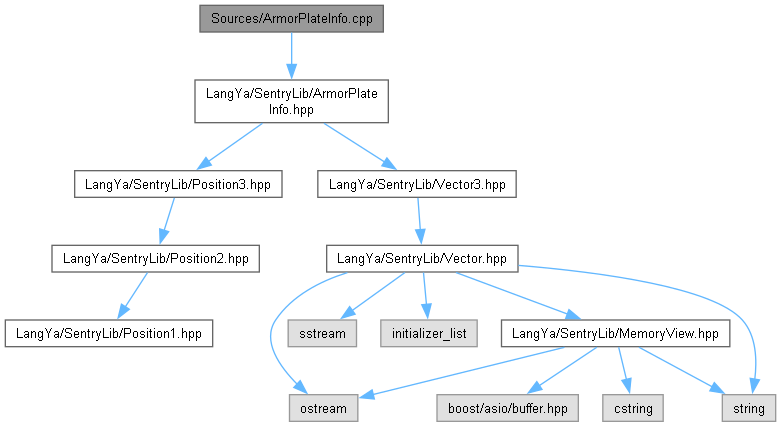 Sources/ArmorPlateInfo.cpp
LangYa/SentryLib/ArmorPlate
Info.hpp
LangYa/SentryLib/Position3.hpp
LangYa/SentryLib/Vector3.hpp
LangYa/SentryLib/Position2.hpp
LangYa/SentryLib/Vector.hpp
LangYa/SentryLib/Position1.hpp
sstream
initializer_list
LangYa/SentryLib/MemoryView.hpp
ostream
boost/asio/buffer.hpp
cstring
string